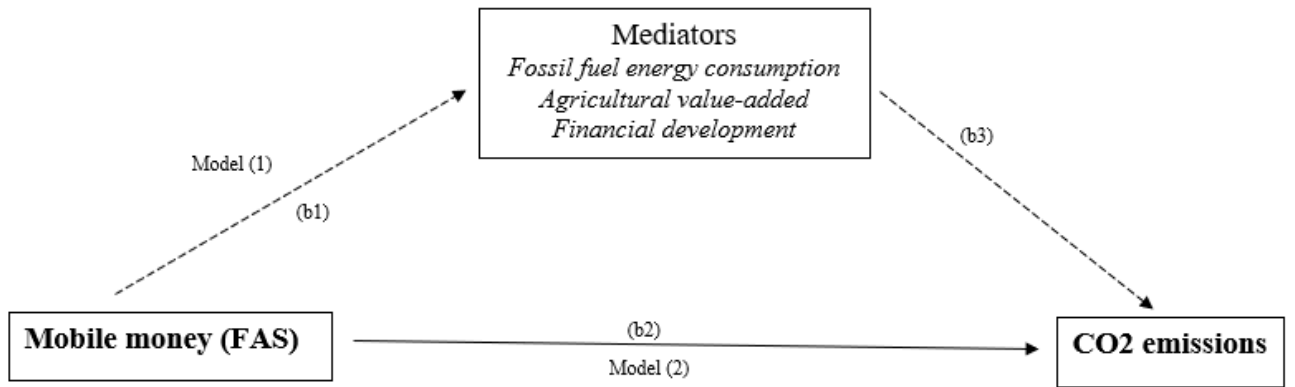 Mediators
Fossil fuel energy consumption
Agricultural value-added
Financial development
(b3)
Model (1)
(b1)
Mobile money (FAS)
(b2)
Model (2)
CO2 emissions